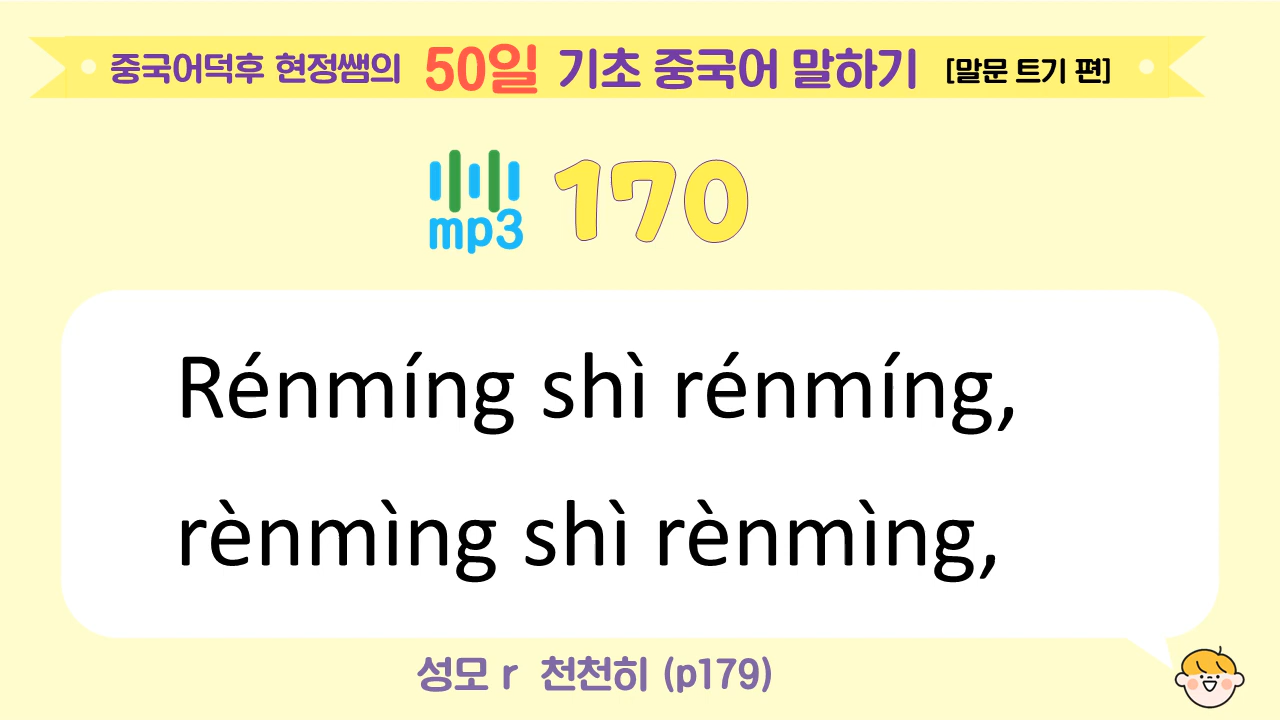 중국어덕후 현정쌤의 50일 기초 중국어 말하기 [말문 트기 편]
mp3 170
Rénmíng shì rénmíng,
rènmìng shì rènmìng,
성모 r 천천히 (p179)